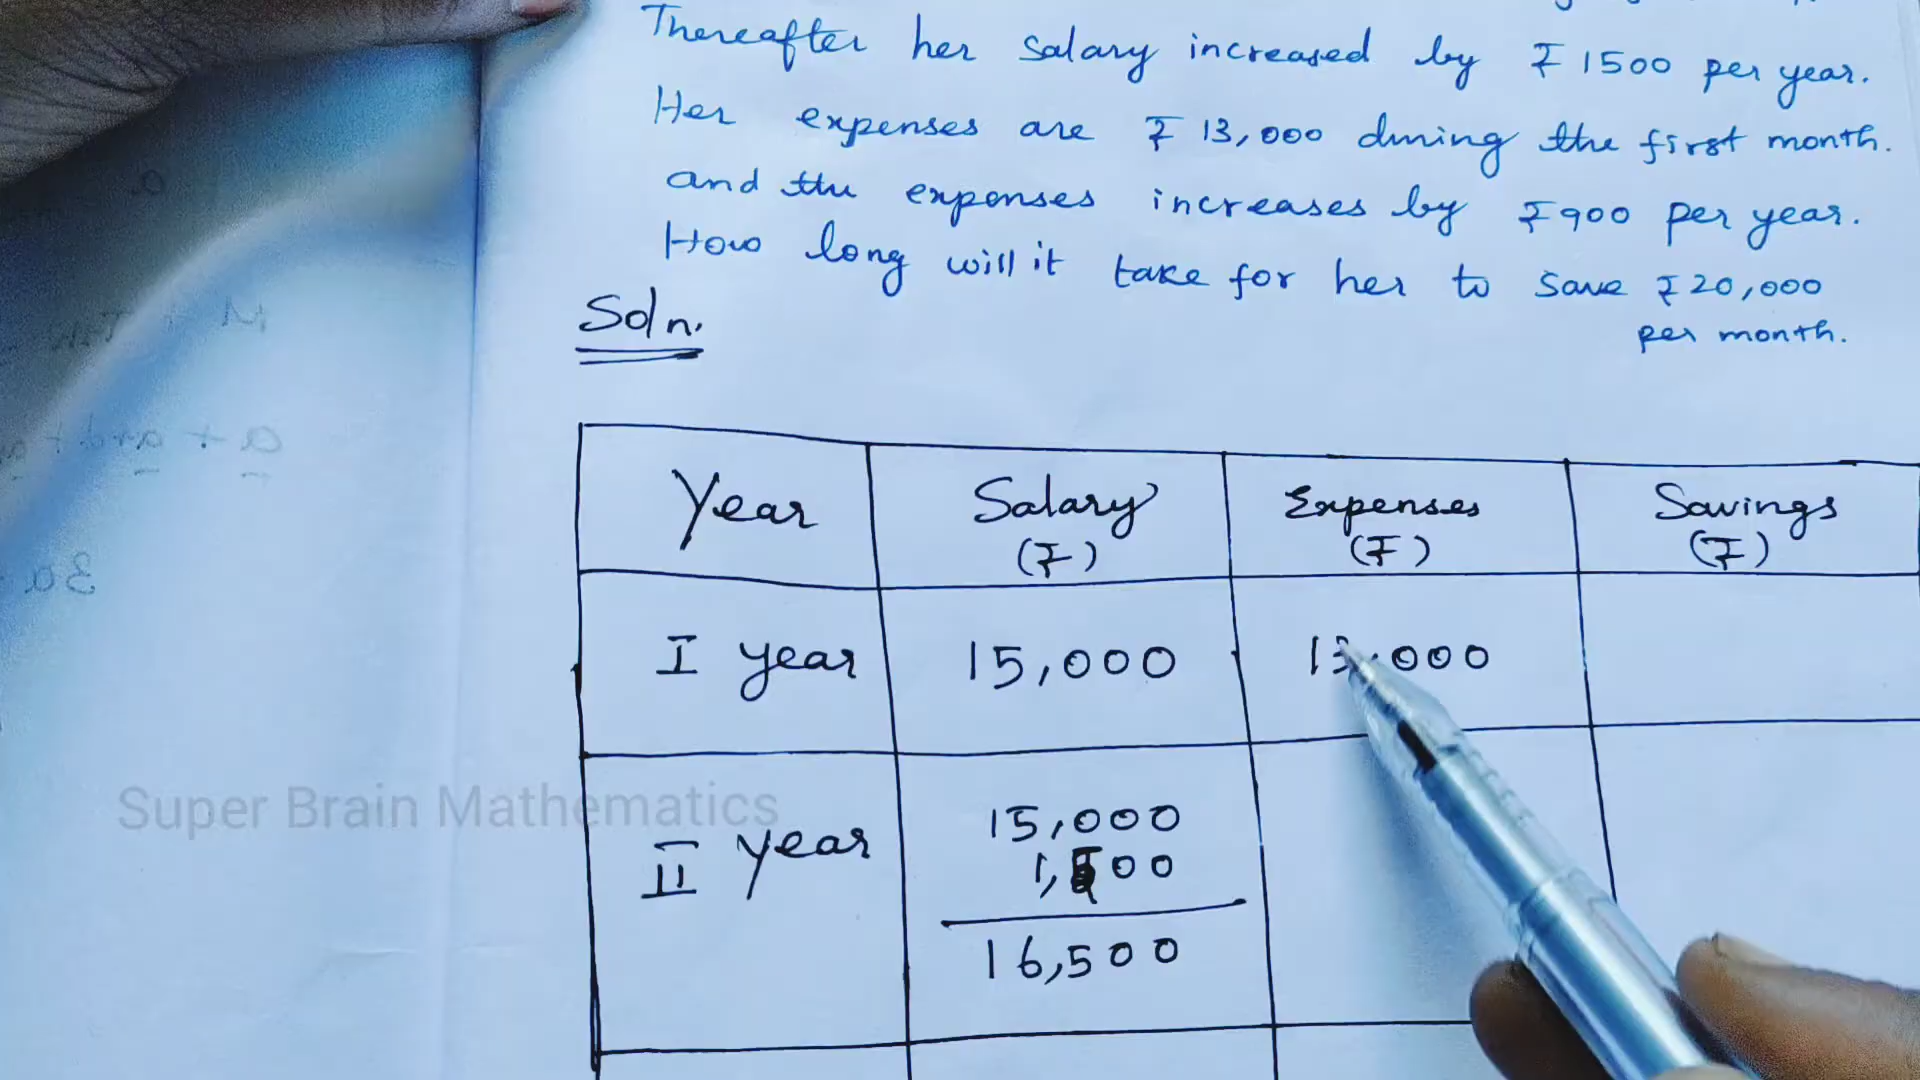 Thereafter her salary increased by ₹1500 per year.
Her expenses are ₹13,000 during the first month.
and the expenses increases by ₹900 per year.
How long will it take for her to save ₹20,000
per month.
Soln.
Year Salary (₹) Expenses (₹) Savings (₹)
I year 15,000 13,000
II year 15,000
1,500
16,500
Super Brain Mathematics